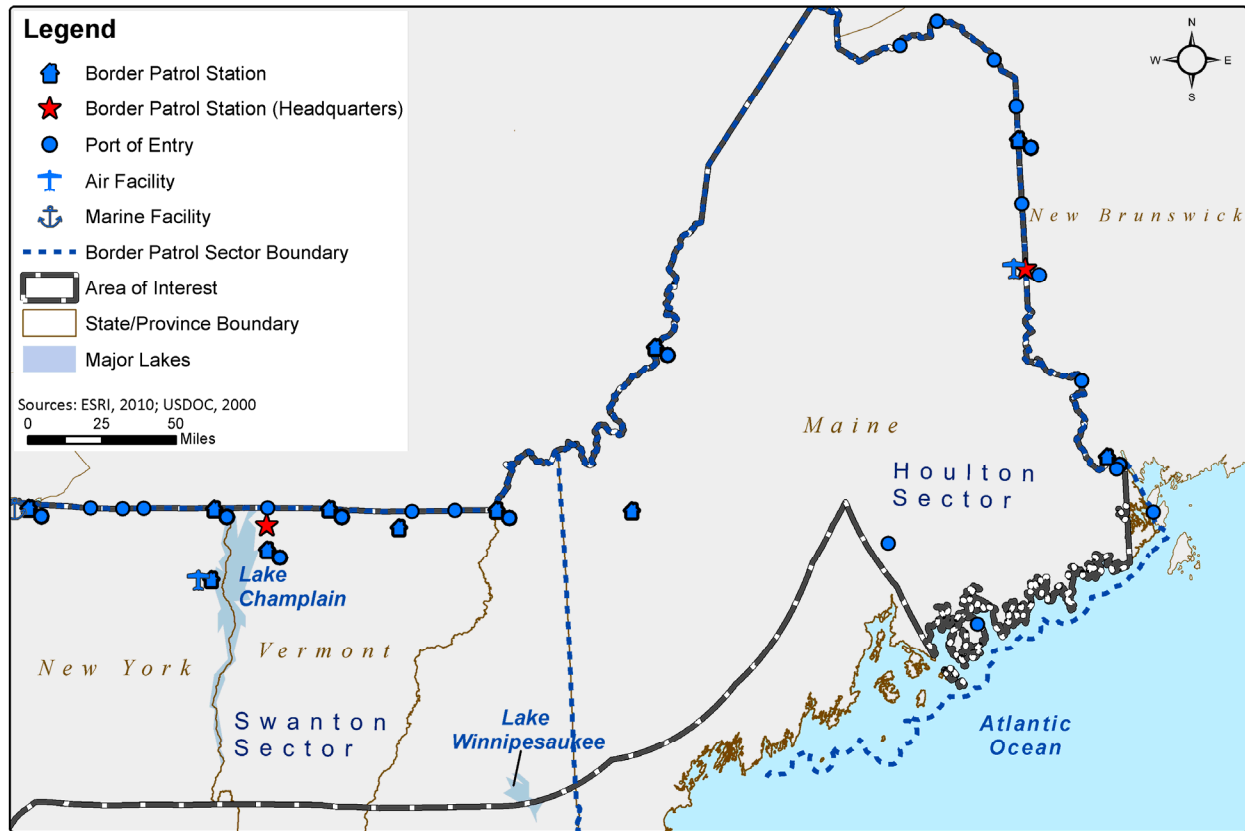 Legend
Border Patrol Station
Border Patrol Station (Headquarters)
Port of Entry
Air Facility
Marine Facility
Border Patrol Sector Boundary
Area of Interest
State/Province Boundary
Major Lakes
Sources: ESRI, 2010; USDOC, 2000
0 25 50
Miles
N
W E
S
New Brunswick
Maine
Houlton
Sector
Lake
Champlain
New York
Vermont
Swanton
Sector
Lake
Winnipesaukee
Atlantic
Ocean